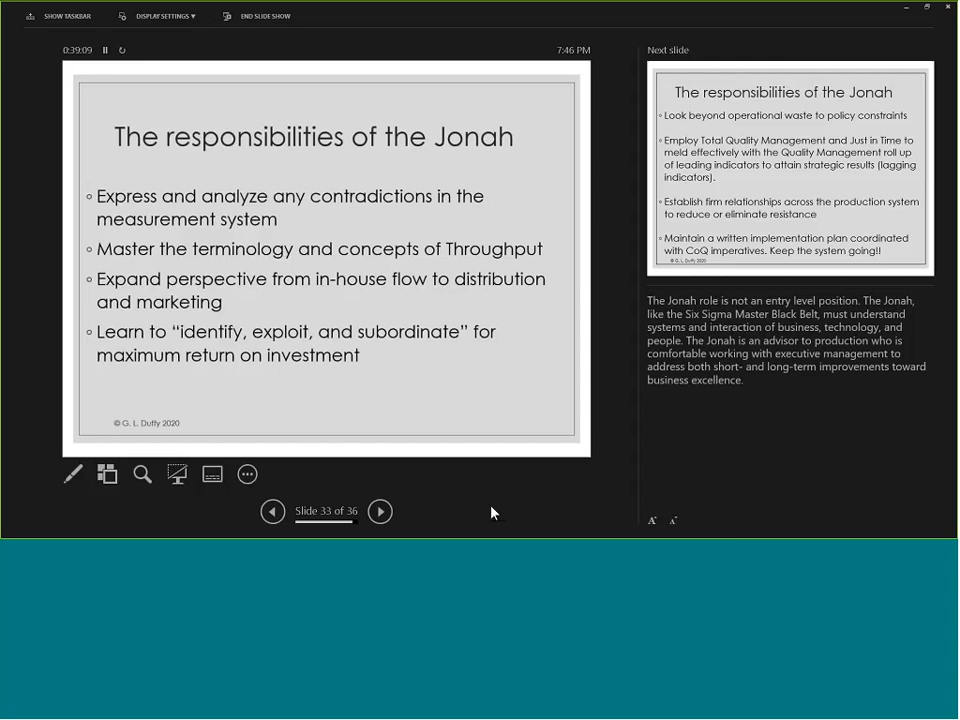 SHOW TASKBAR
DISPLAY SETTINGS ▾
END SLIDE SHOW
0:39:09
7:46 PM
The responsibilities of the Jonah
◦ Express and analyze any contradictions in the
measurement system
◦ Master the terminology and concepts of Throughput
◦ Expand perspective from in-house flow to distribution
and marketing
◦ Learn to “identify, exploit, and subordinate” for
maximum return on investment
© G. L. Duffy 2020
Slide 33 of 36
Next slide
The responsibilities of the Jonah
◦ Look beyond operational waste to policy constraints
◦ Employ Total Quality Management and Just in Time to
meld effectively with the Quality Management roll up
of leading indicators to attain strategic results (lagging
indicators).
◦ Establish firm relationships across the production system
to reduce or eliminate resistance
◦ Maintain a written implementation plan coordinated
with CoQ imperatives. Keep the system going!!
© G. L. Duffy 2020
The Jonah role is not an entry level position. The Jonah,
like the Six Sigma Master Black Belt, must understand
systems and interaction of business, technology, and
people. The Jonah is an advisor to production who is
comfortable working with executive management to
address both short- and long-term improvements toward
business excellence.
A A